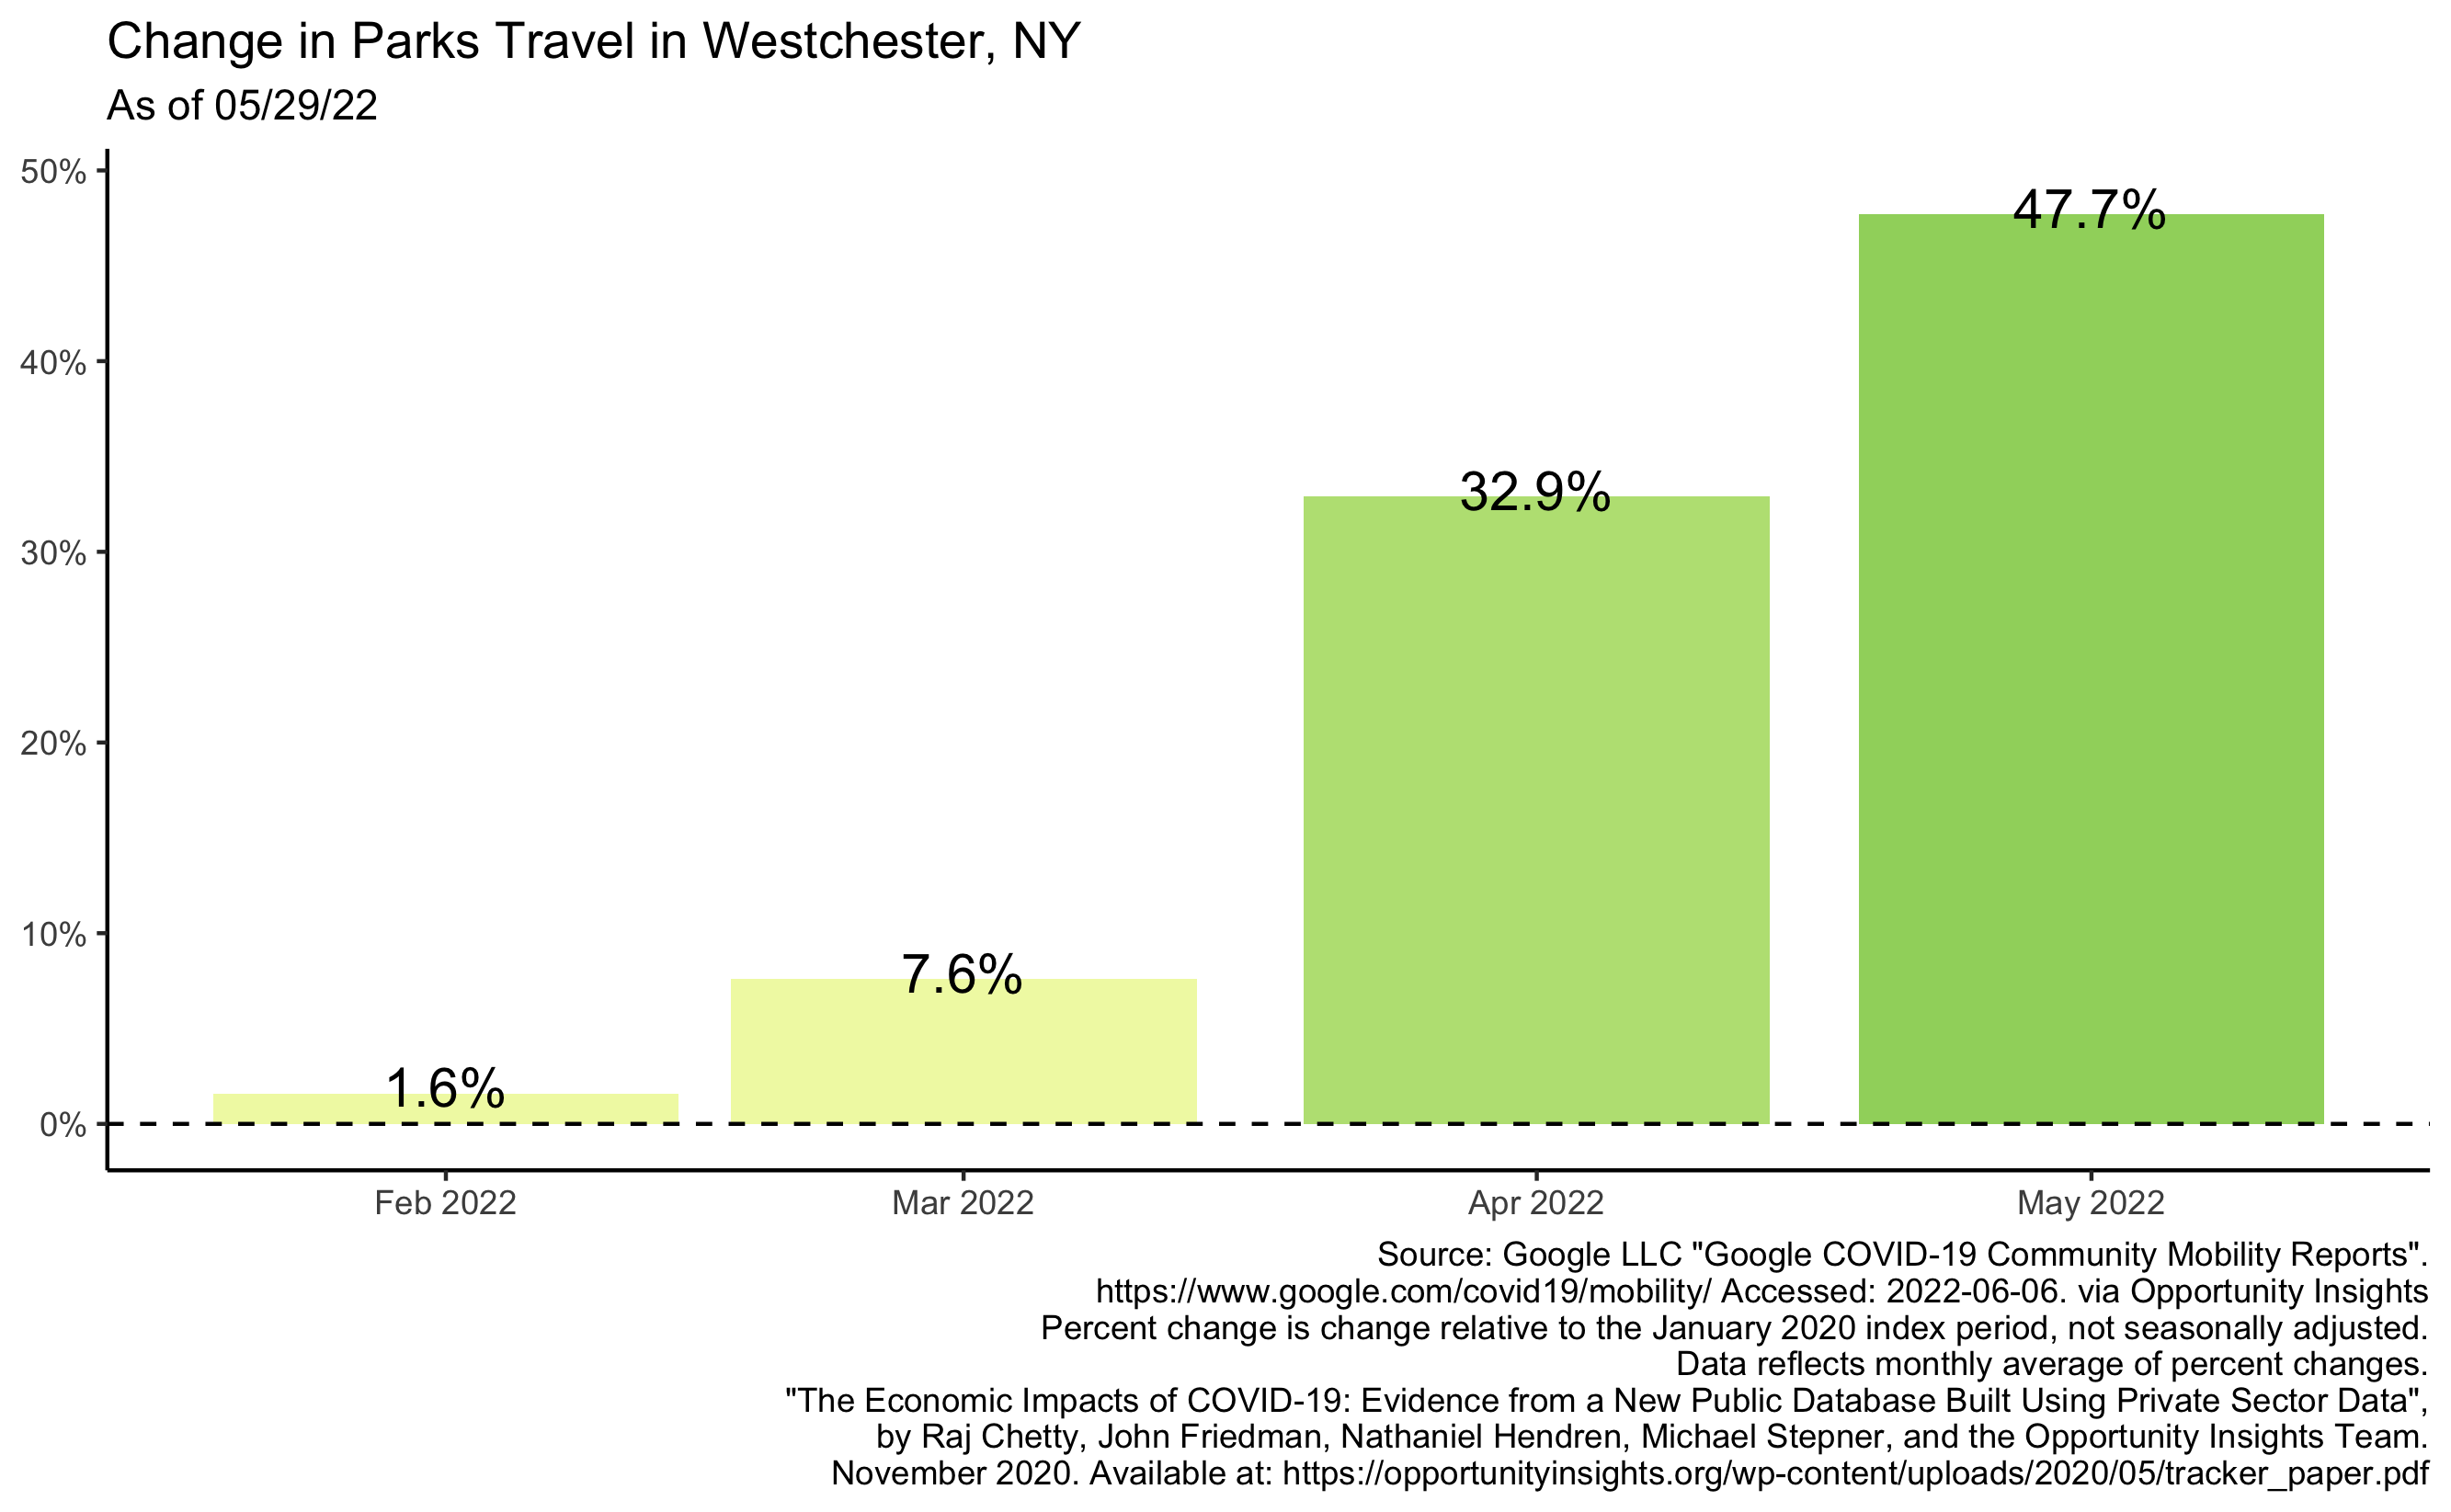 Change in Parks Travel in Westchester, NY
As of 05/29/22
50%
40%
30%
20%
10%
0%
1.6%
7.6%
32.9%
47.7%
Feb 2022
Mar 2022
Apr 2022
May 2022
Source: Google LLC "Google COVID-19 Community Mobility Reports".
https://www.google.com/covid19/mobility/ Accessed: 2022-06-06. via Opportunity Insights
Percent change is change relative to the January 2020 index period, not seasonally adjusted.
Data reflects monthly average of percent changes.
"The Economic Impacts of COVID-19: Evidence from a New Public Database Built Using Private Sector Data",
by Raj Chetty, John Friedman, Nathaniel Hendren, Michael Stepner, and the Opportunity Insights Team.
November 2020. Available at: https://opportunityinsights.org/wp-content/uploads/2020/05/tracker_paper.pdf